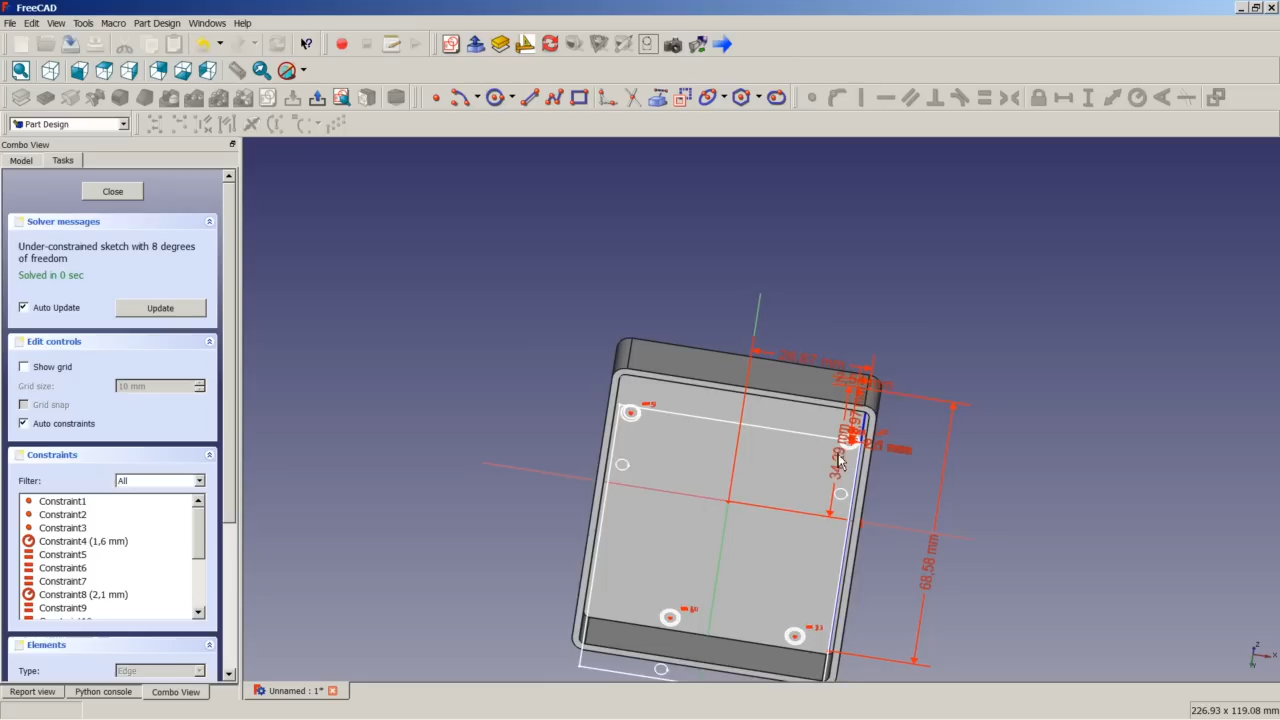 FreeCAD
File Edit View Tools Macro Part Design Windows Help
Part Design
Combo View
Model Tasks
Close
Solver messages
Under-constrained sketch with 8 degrees
of freedom
Solved in 0 sec
Auto Update
Update
Edit controls
Show grid
Grid size: 10 mm
Grid snap
Auto constraints
Constraints
Filter: All
Constraint1
Constraint2
Constraint3
Constraint4 (1,6 mm)
Constraint5
Constraint6
Constraint7
Constraint8 (2,1 mm)
Constraint9
Elements
Type: Edge
68,58 mm
Report view Python console Combo View
Unnamed : 1*
226.93 x 119.08 mm